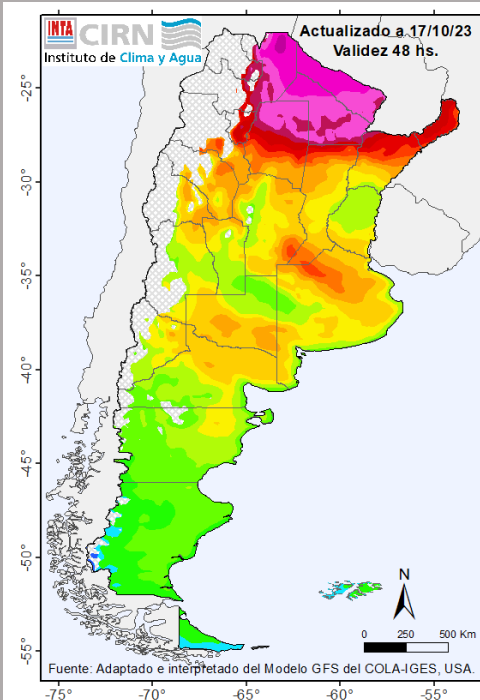 INTA
CIRN
Instituto de Clima y Agua
Actualizado a 17/10/23
Validez 48 hs.
-25°
-30°
-35°
-40°
-45°
-50°
-55°
N
0 250 500 Km
Fuente: Adaptado e interpretado del Modelo GFS del COLA-IGES, USA.
-75° -70° -65° -60° -55°